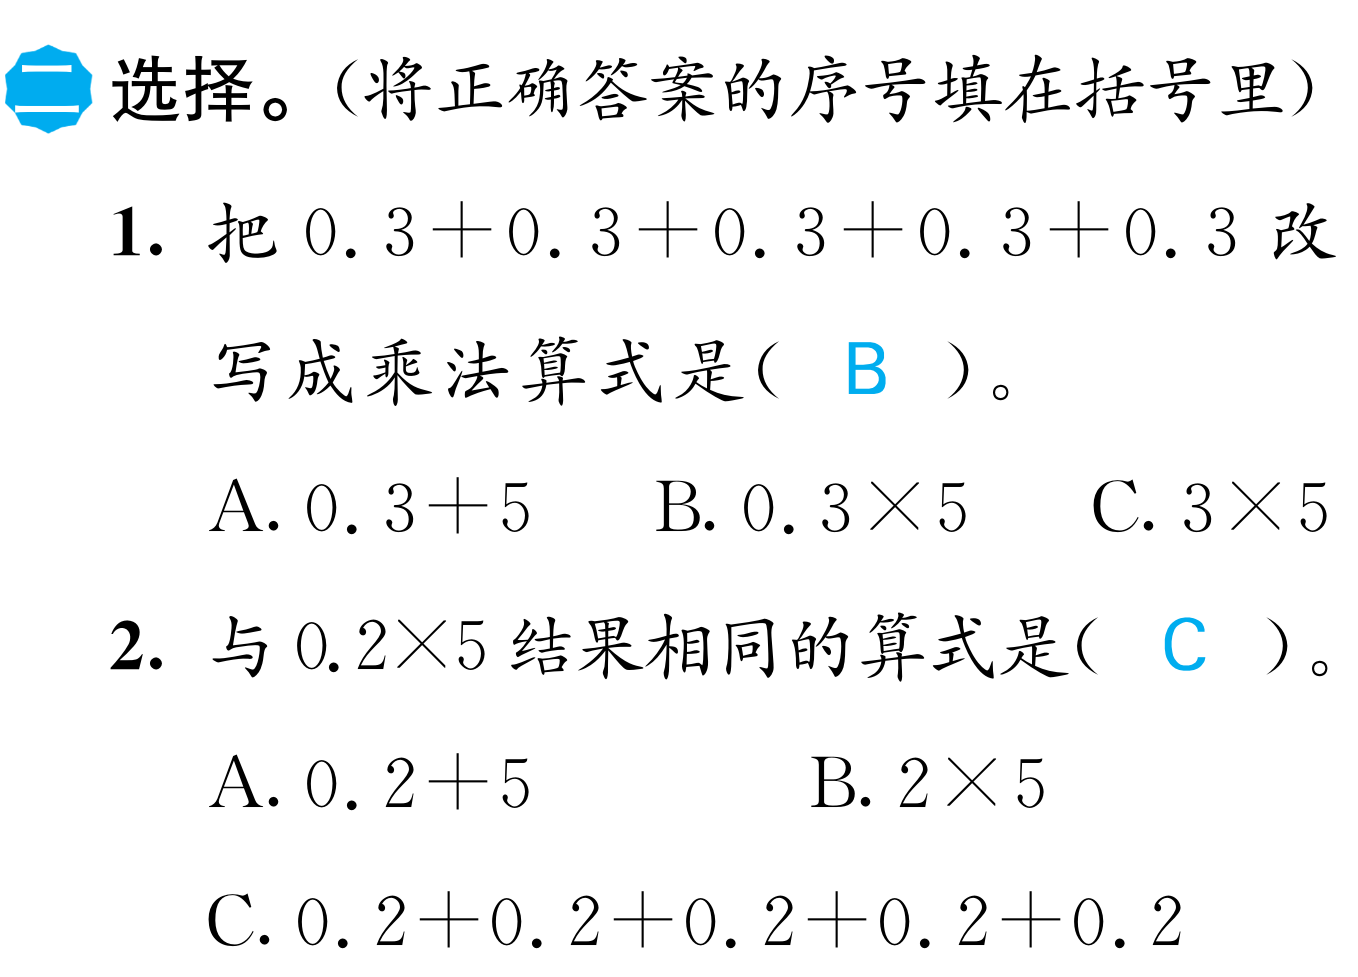 二 选择。(将正确答案的序号填在括号里)
1. 把 0.3+0.3+0.3+0.3+0.3 改
写成乘法算式是( B )。
A. 0.3+5 B. 0.3×5 C. 3×5
2. 与 0.2×5 结果相同的算式是( C )。
A. 0.2+5 B. 2×5
C. 0.2+0.2+0.2+0.2+0.2